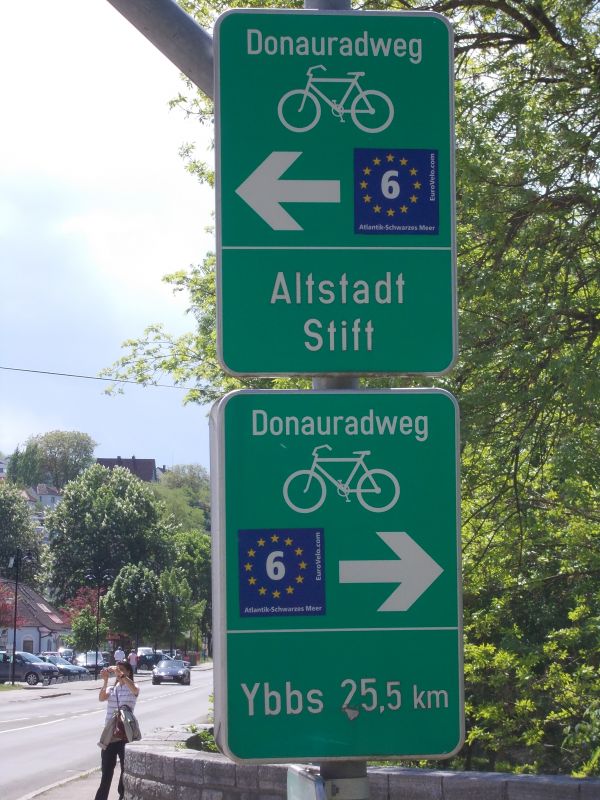 Donauradweg
6
EuroVelo.com
Atlantik-Schwarzes Meer
Altstadt
Stift
Donauradweg
6
EuroVelo.com
Atlantik-Schwarzes Meer
Ybbs 25,5 km